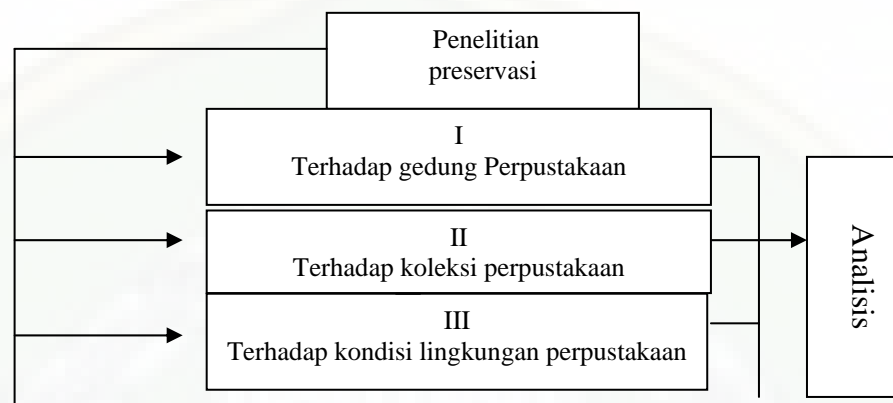 Penelitian
preservasi
I
Terhadap gedung Perpustakaan
II
Terhadap koleksi perpustakaan
III
Terhadap kondisi lingkungan perpustakaan
Analisis